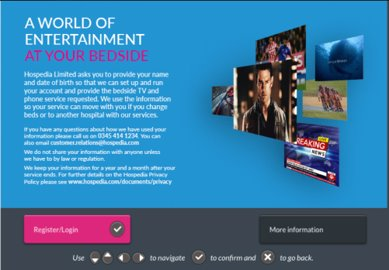 A WORLD OF
ENTERTAINMENT
AT YOUR BEDSIDE
Hospedia Limited asks you to provide your name
and date of birth so that we can set up and run
your account and provide the bedside TV and
phone service requested. We use the information
so your service can move with you if you change
beds or to another hospital with our services.
If you have any questions about how we have used your
information please call us on 0345 414 1234. You can
also email customer.relations@hospedia.com
We do not share your information with anyone unless
we have to by law or regulation.
We keep your information for a year and a month after your
service ends. For further details on the Hospedia Privacy
Policy please see www.hospedia.com/documents/privacy
BREAKING
NEWS
Register/Login
More information
Use to navigate to confirm and to go back.